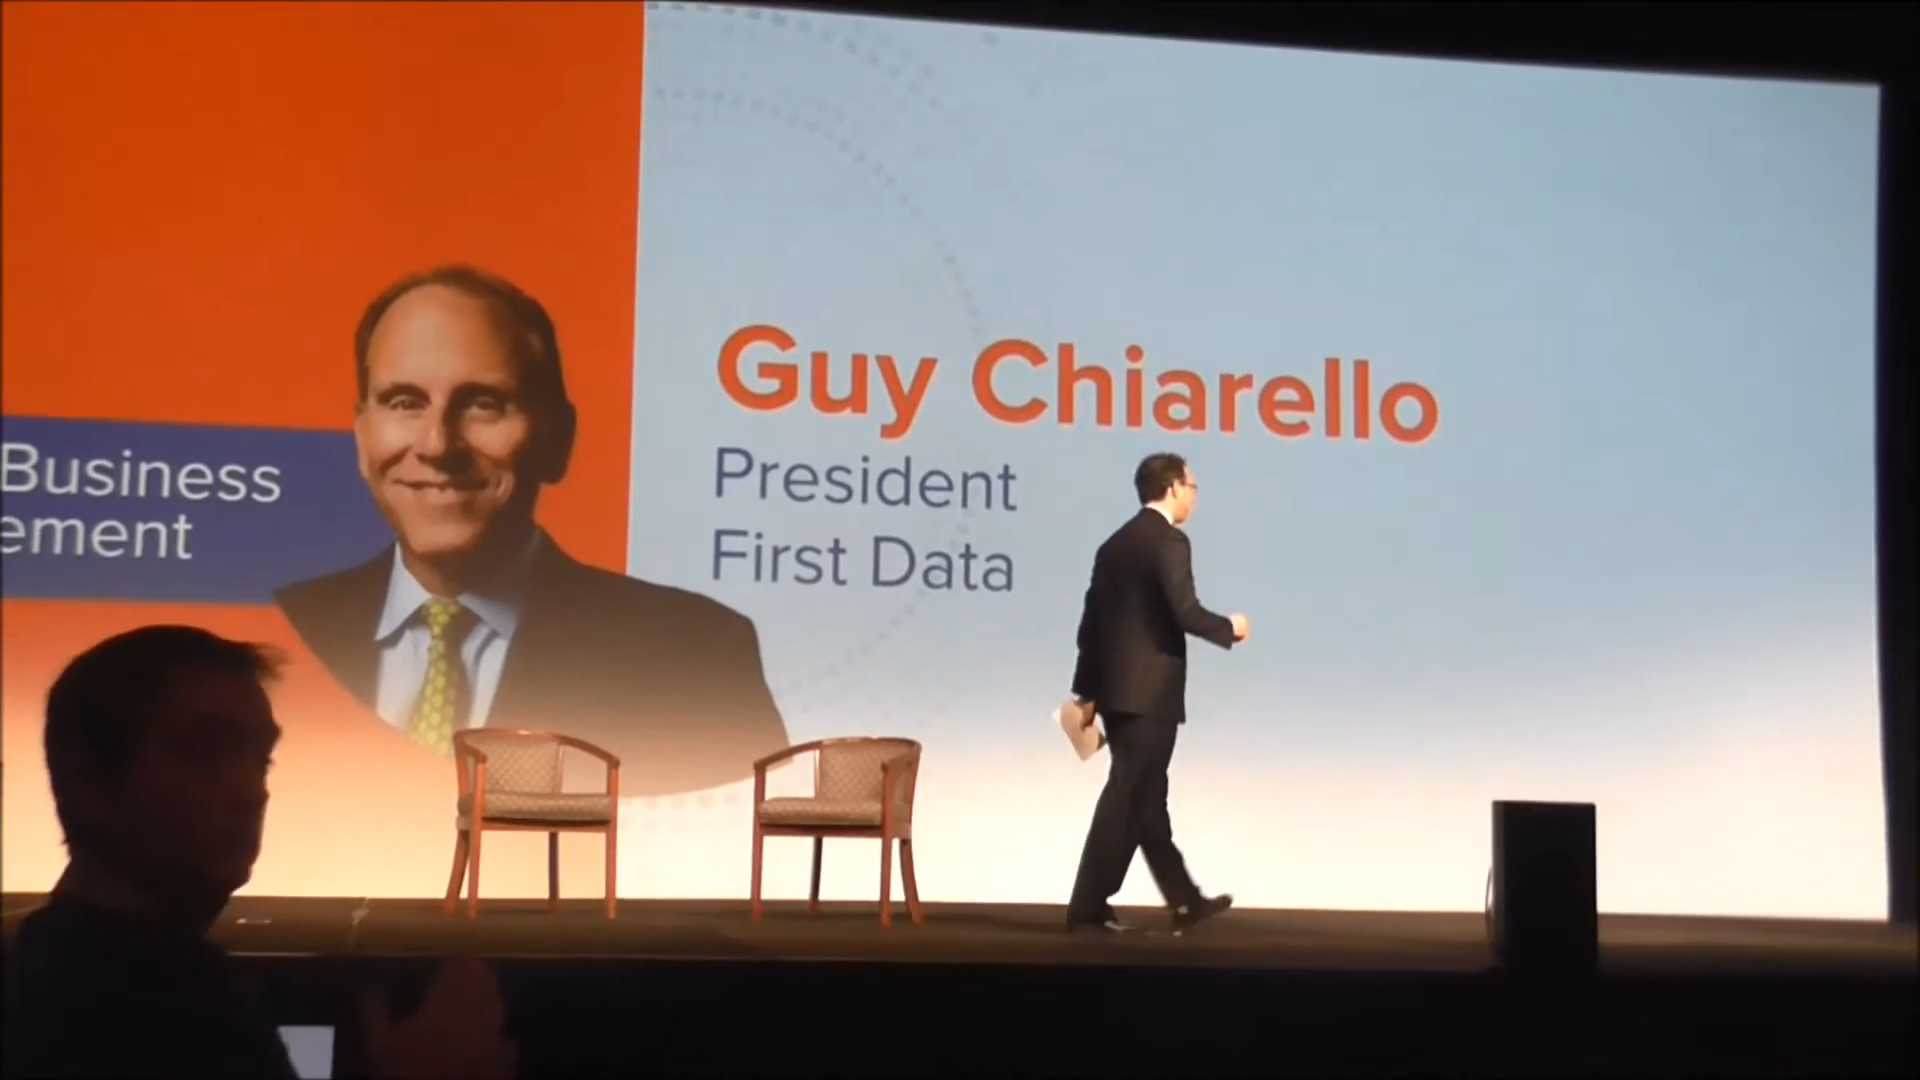 Business
ement
Guy Chiarello
President
First Data